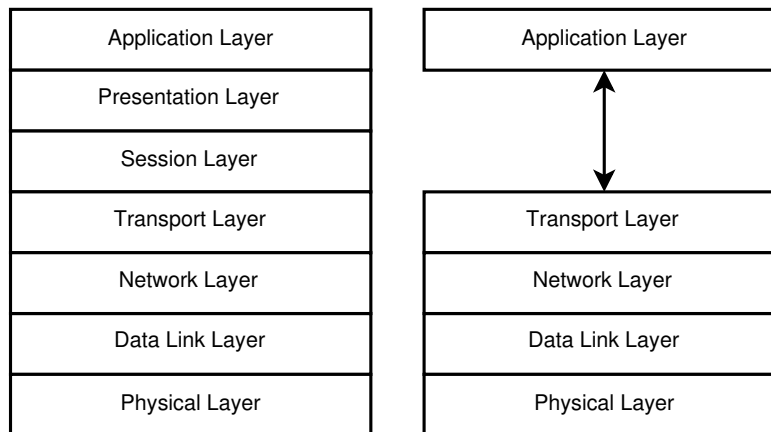 Application Layer
Presentation Layer
Session Layer
Transport Layer
Network Layer
Data Link Layer
Physical Layer
Application Layer
Transport Layer
Network Layer
Data Link Layer
Physical Layer